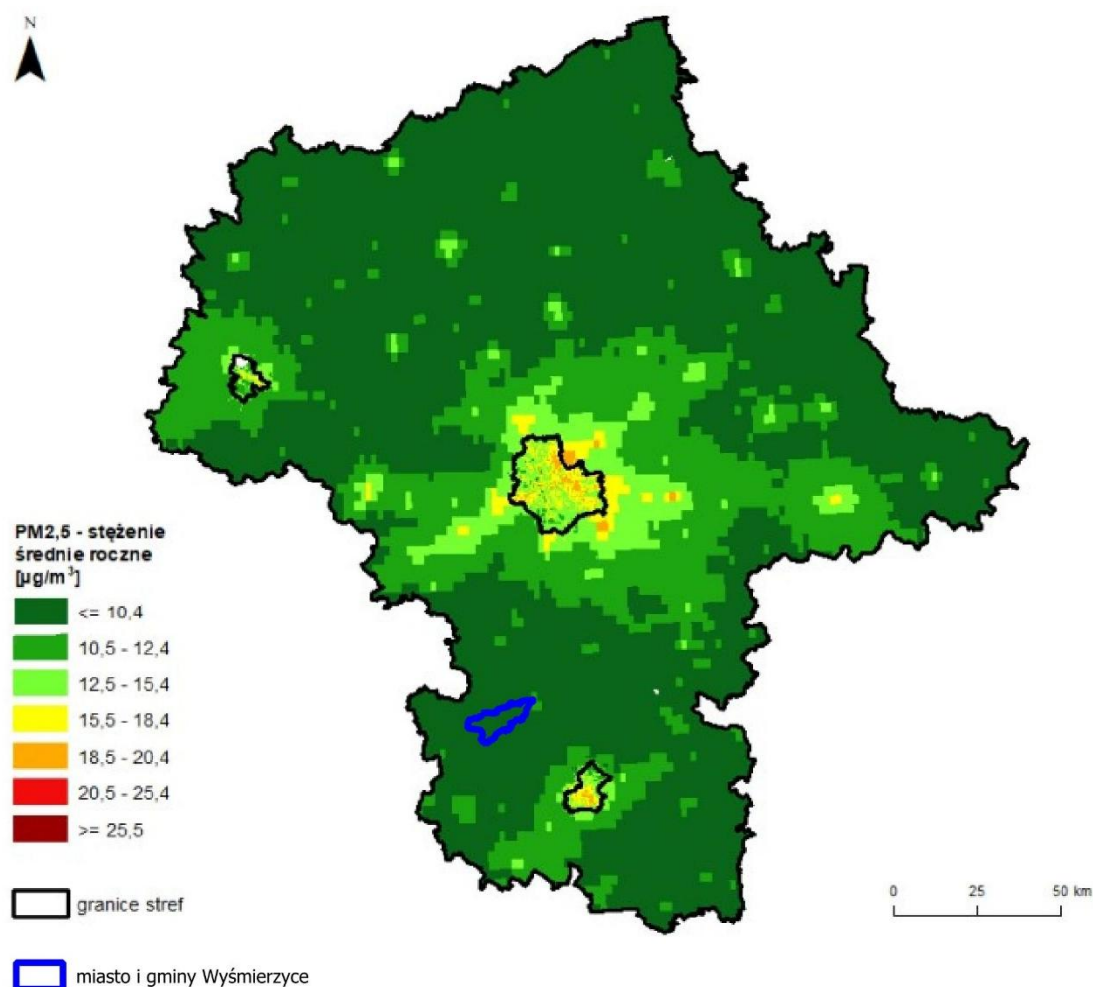 N
PM2,5 - stężenie
średnie roczne
[µg/m³]
<= 10,4
10,5 - 12,4
12,5 - 15,4
15,5 - 18,4
18,5 - 20,4
20,5 - 25,4
>= 25,5
granice stref
miasto i gminy Wyśmierzyce
0 25 50 km